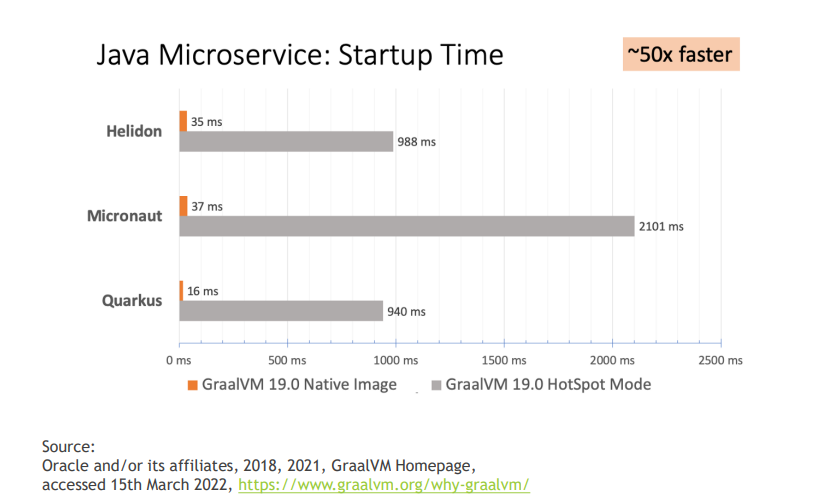 Java Microservice: Startup Time
~50x faster
Helidon
35 ms
988 ms
Micronaut
37 ms
2101 ms
Quarkus
16 ms
940 ms
0 ms 500 ms 1000 ms 1500 ms 2000 ms 2500 ms
GraalVM 19.0 Native Image GraalVM 19.0 HotSpot Mode
Source:
Oracle and/or its affiliates, 2018, 2021, GraalVM Homepage,
accessed 15th March 2022, https://www.graalvm.org/why-graalvm/